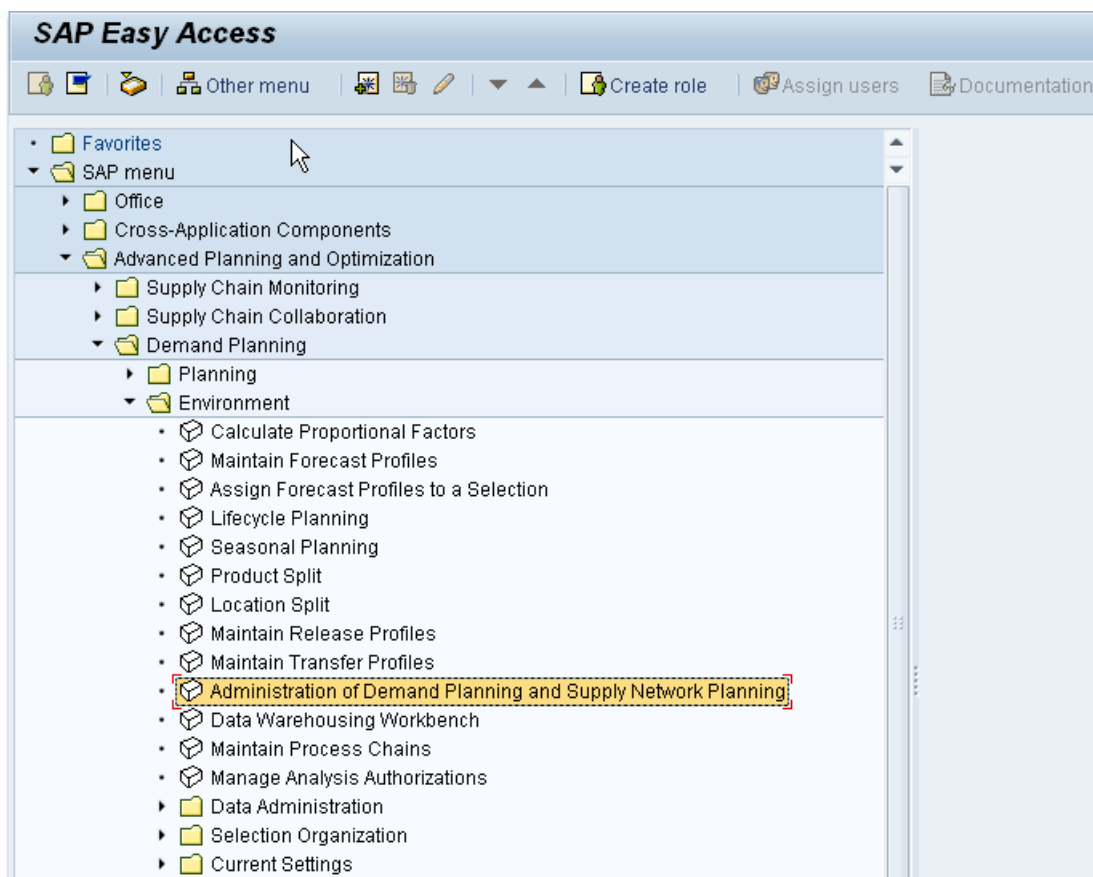 SAP Easy Access
Other menu Create role Assign users Documentation
Favorites
SAP menu
Office
Cross-Application Components
Advanced Planning and Optimization
Supply Chain Monitoring
Supply Chain Collaboration
Demand Planning
Planning
Environment
Calculate Proportional Factors
Maintain Forecast Profiles
Assign Forecast Profiles to a Selection
Lifecycle Planning
Seasonal Planning
Product Split
Location Split
Maintain Release Profiles
Maintain Transfer Profiles
Administration of Demand Planning and Supply Network Planning
Data Warehousing Workbench
Maintain Process Chains
Manage Analysis Authorizations
Data Administration
Selection Organization
Current Settings